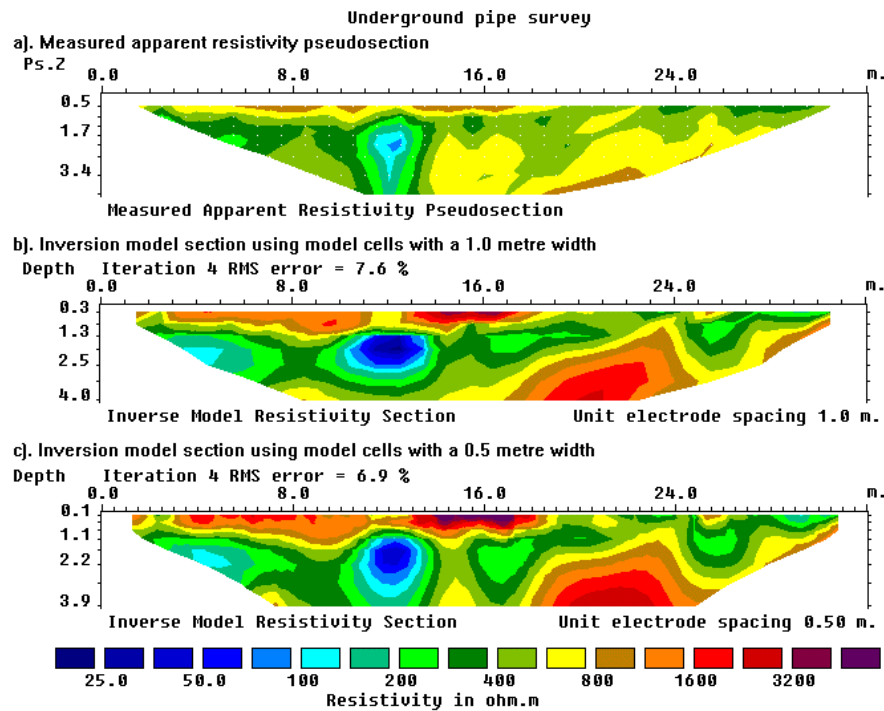 Underground pipe survey
a). Measured apparent resistivity pseudosection
Ps.Z 0.0 8.0 16.0 24.0 m.
0.5
1.7
3.4
Measured Apparent Resistivity Pseudosection
b). Inversion model section using model cells with a 1.0 metre width
Depth Iteration 4 RMS error = 7.6 %
0.0 8.0 16.0 24.0 m.
0.3
1.3
2.5
4.0
Inverse Model Resistivity Section Unit electrode spacing 1.0 m.
c). Inversion model section using model cells with a 0.5 metre width
Depth Iteration 4 RMS error = 6.9 %
0.0 8.0 16.0 24.0 m.
0.1
1.1
2.2
3.9
Inverse Model Resistivity Section Unit electrode spacing 0.50 m.
25.0 50.0 100 200 400 800 1600 3200
Resistivity in ohm.m